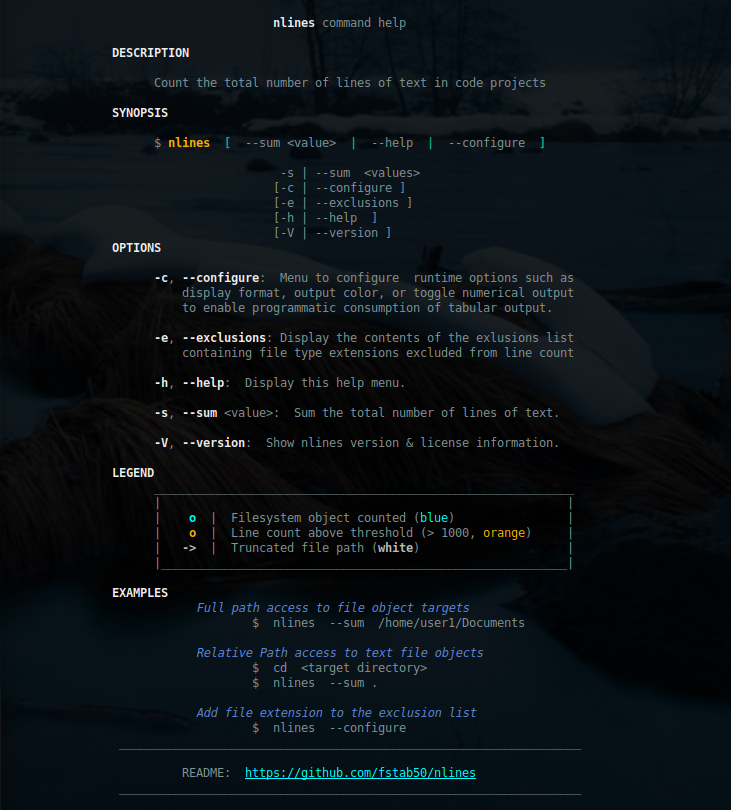 nlines command help
DESCRIPTION
Count the total number of lines of text in code projects
SYNOPSIS
$ nlines [ --sum <value> | --help | --configure ]
-s | --sum <values>
[-c | --configure ]
[-e | --exclusions ]
[-h | --help ]
[-V | --version ]
OPTIONS
-c, --configure: Menu to configure runtime options such as
display format, output color, or toggle numerical output
to enable programmatic consumption of tabular output.
-e, --exclusions: Display the contents of the exlusions list
containing file type extensions excluded from line count
-h, --help: Display this help menu.
-s, --sum <value>: Sum the total number of lines of text.
-V, --version: Show nlines version & license information.
LEGEND
o | Filesystem object counted (blue)
o | Line count above threshold (> 1000, orange)
-> | Truncated file path (white)
EXAMPLES
Full path access to file object targets
$ nlines --sum /home/user1/Documents
Relative Path access to text file objects
$ cd <target directory>
$ nlines --sum .
Add file extension to the exclusion list
$ nlines --configure
README: https://github.com/fstab50/nlines